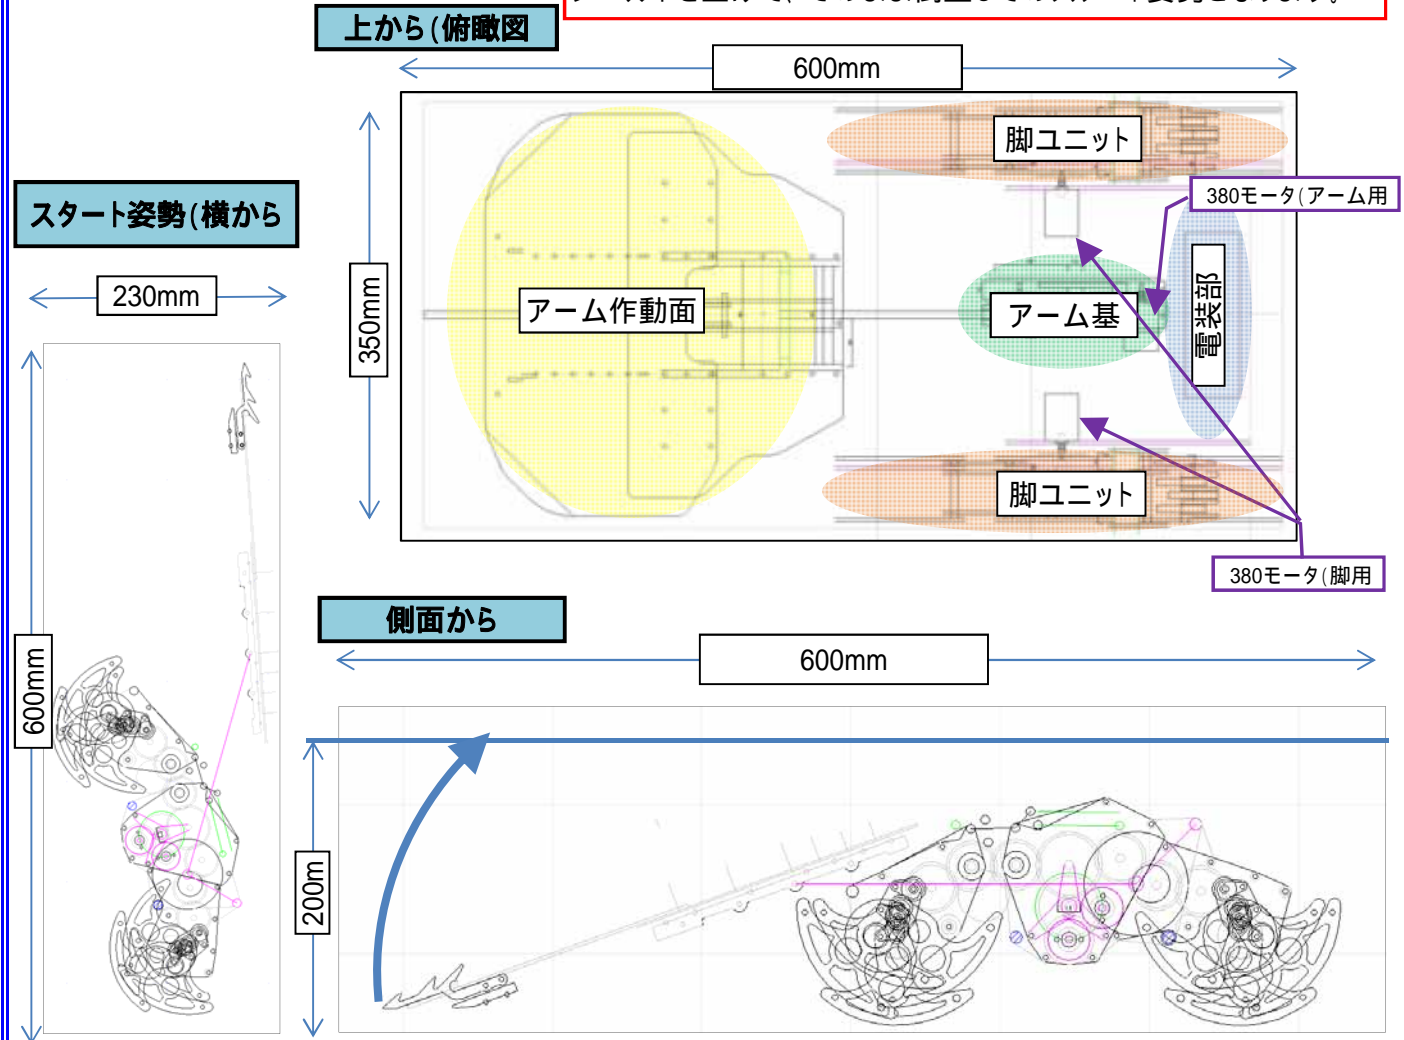 上から(俯瞰図
600mm
脚ユニット
380モータ(アーム用
スタート姿勢(横から
230mm
350mm
アーム作動面
アーム基
電装部
脚ユニット
380モータ(脚用
側面から
600mm
600mm
200m